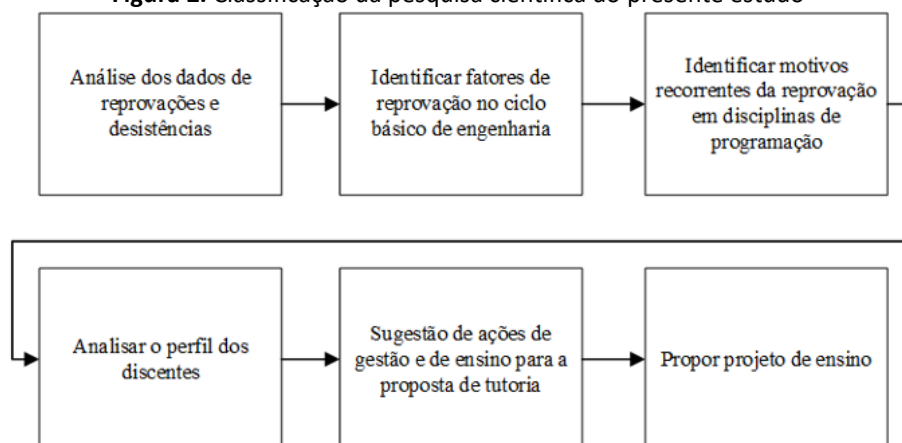 Figura 2. Classificação da pesquisa científica do presente estudo
Análise dos dados de
reprovações e
desistências
Identificar fatores de
reprovação no ciclo
básico de engenharia
Identificar motivos
recorrentes da reprovação
em disciplinas de
programação
Analisar o perfil dos
discentes
Sugestão de ações de
gestão e de ensino para a
proposta de tutoria
Propor projeto de ensino